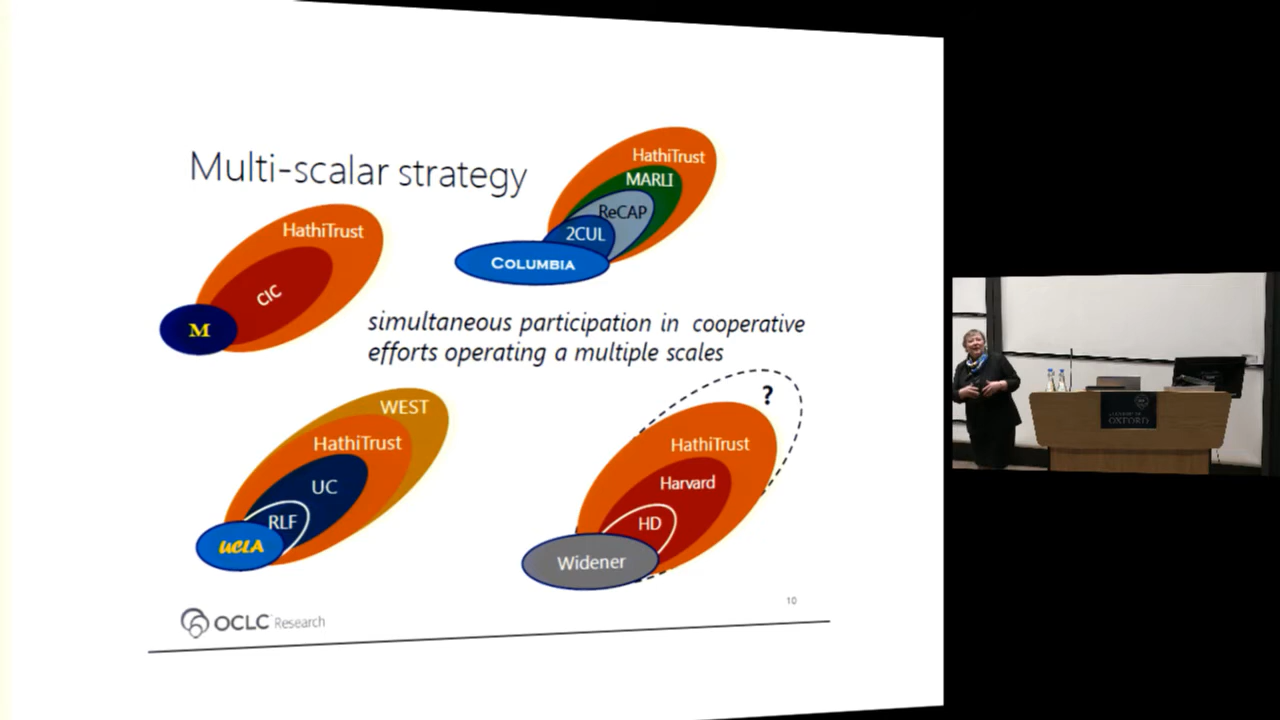 Multi-scalar strategy
HathiTrust
MARLI
ReCAP
2CUL
COLUMBIA
HathiTrust
CIC
M
simultaneous participation in cooperative
efforts operating a multiple scales
WEST
HathiTrust
UC
RLF
UCLA
?
HathiTrust
Harvard
HD
Widener
OCLC Research
10
OXFORD